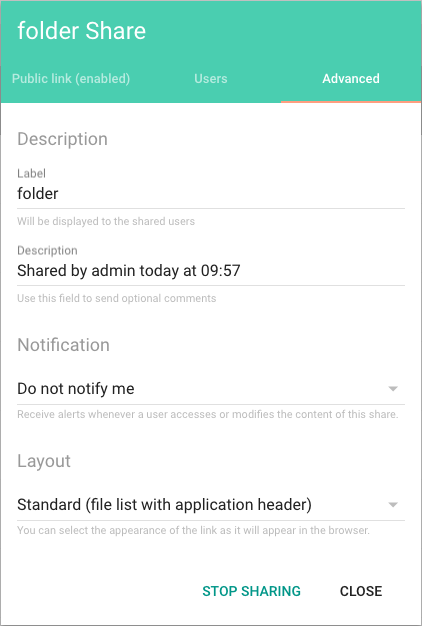 folder Share
Public link (enabled) Users Advanced
Description
Label
folder
Will be displayed to the shared users
Description
Shared by admin today at 09:57
Use this field to send optional comments
Notification
Do not notify me
Receive alerts whenever a user accesses or modifies the content of this share.
Layout
Standard (file list with application header)
You can select the appearance of the link as it will appear in the browser.
STOP SHARING CLOSE